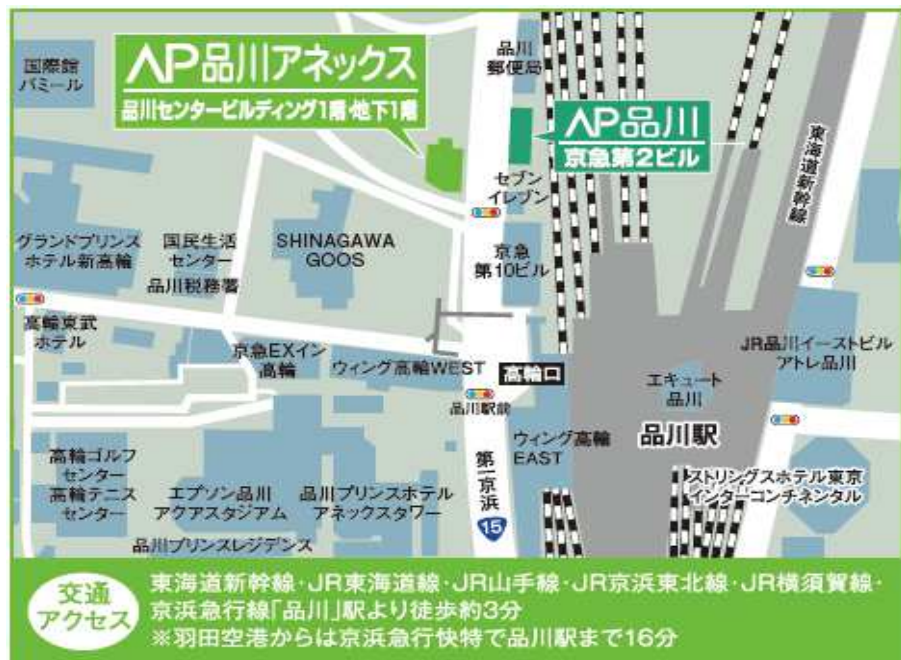 国際館
パミール
AP品川アネックス
品川センタービルディング1階・地下1階
品川
郵便局
AP品川
京急第2ビル
東海道新幹線
セブン
イレブン
グランドプリンス
ホテル新高輪
国民生活
センター
品川税務署
SHINAGAWA
GOOS
京急
第10ビル
高輪東武
ホテル
京急EXイン
高輪
ウィング高輪WEST
高輪口
品川駅前
エキュート
品川
JR品川イーストビル
アトレ品川
品川駅
ウィング高輪
EAST
第一京浜
15
高輪ゴルフ
センター
高輪テニス
センター
エプソン品川
アクアスタジアム
品川プリンスホテル
アネックスタワー
ストリングスホテル東京
インターコンチネンタル
品川プリンスレジデンス
交通
アクセス
東海道新幹線・JR東海道線・JR山手線・JR京浜東北線・JR横須賀線・
京浜急行線「品川」駅より徒歩約3分
※羽田空港からは京浜急行快特で品川駅まで16分